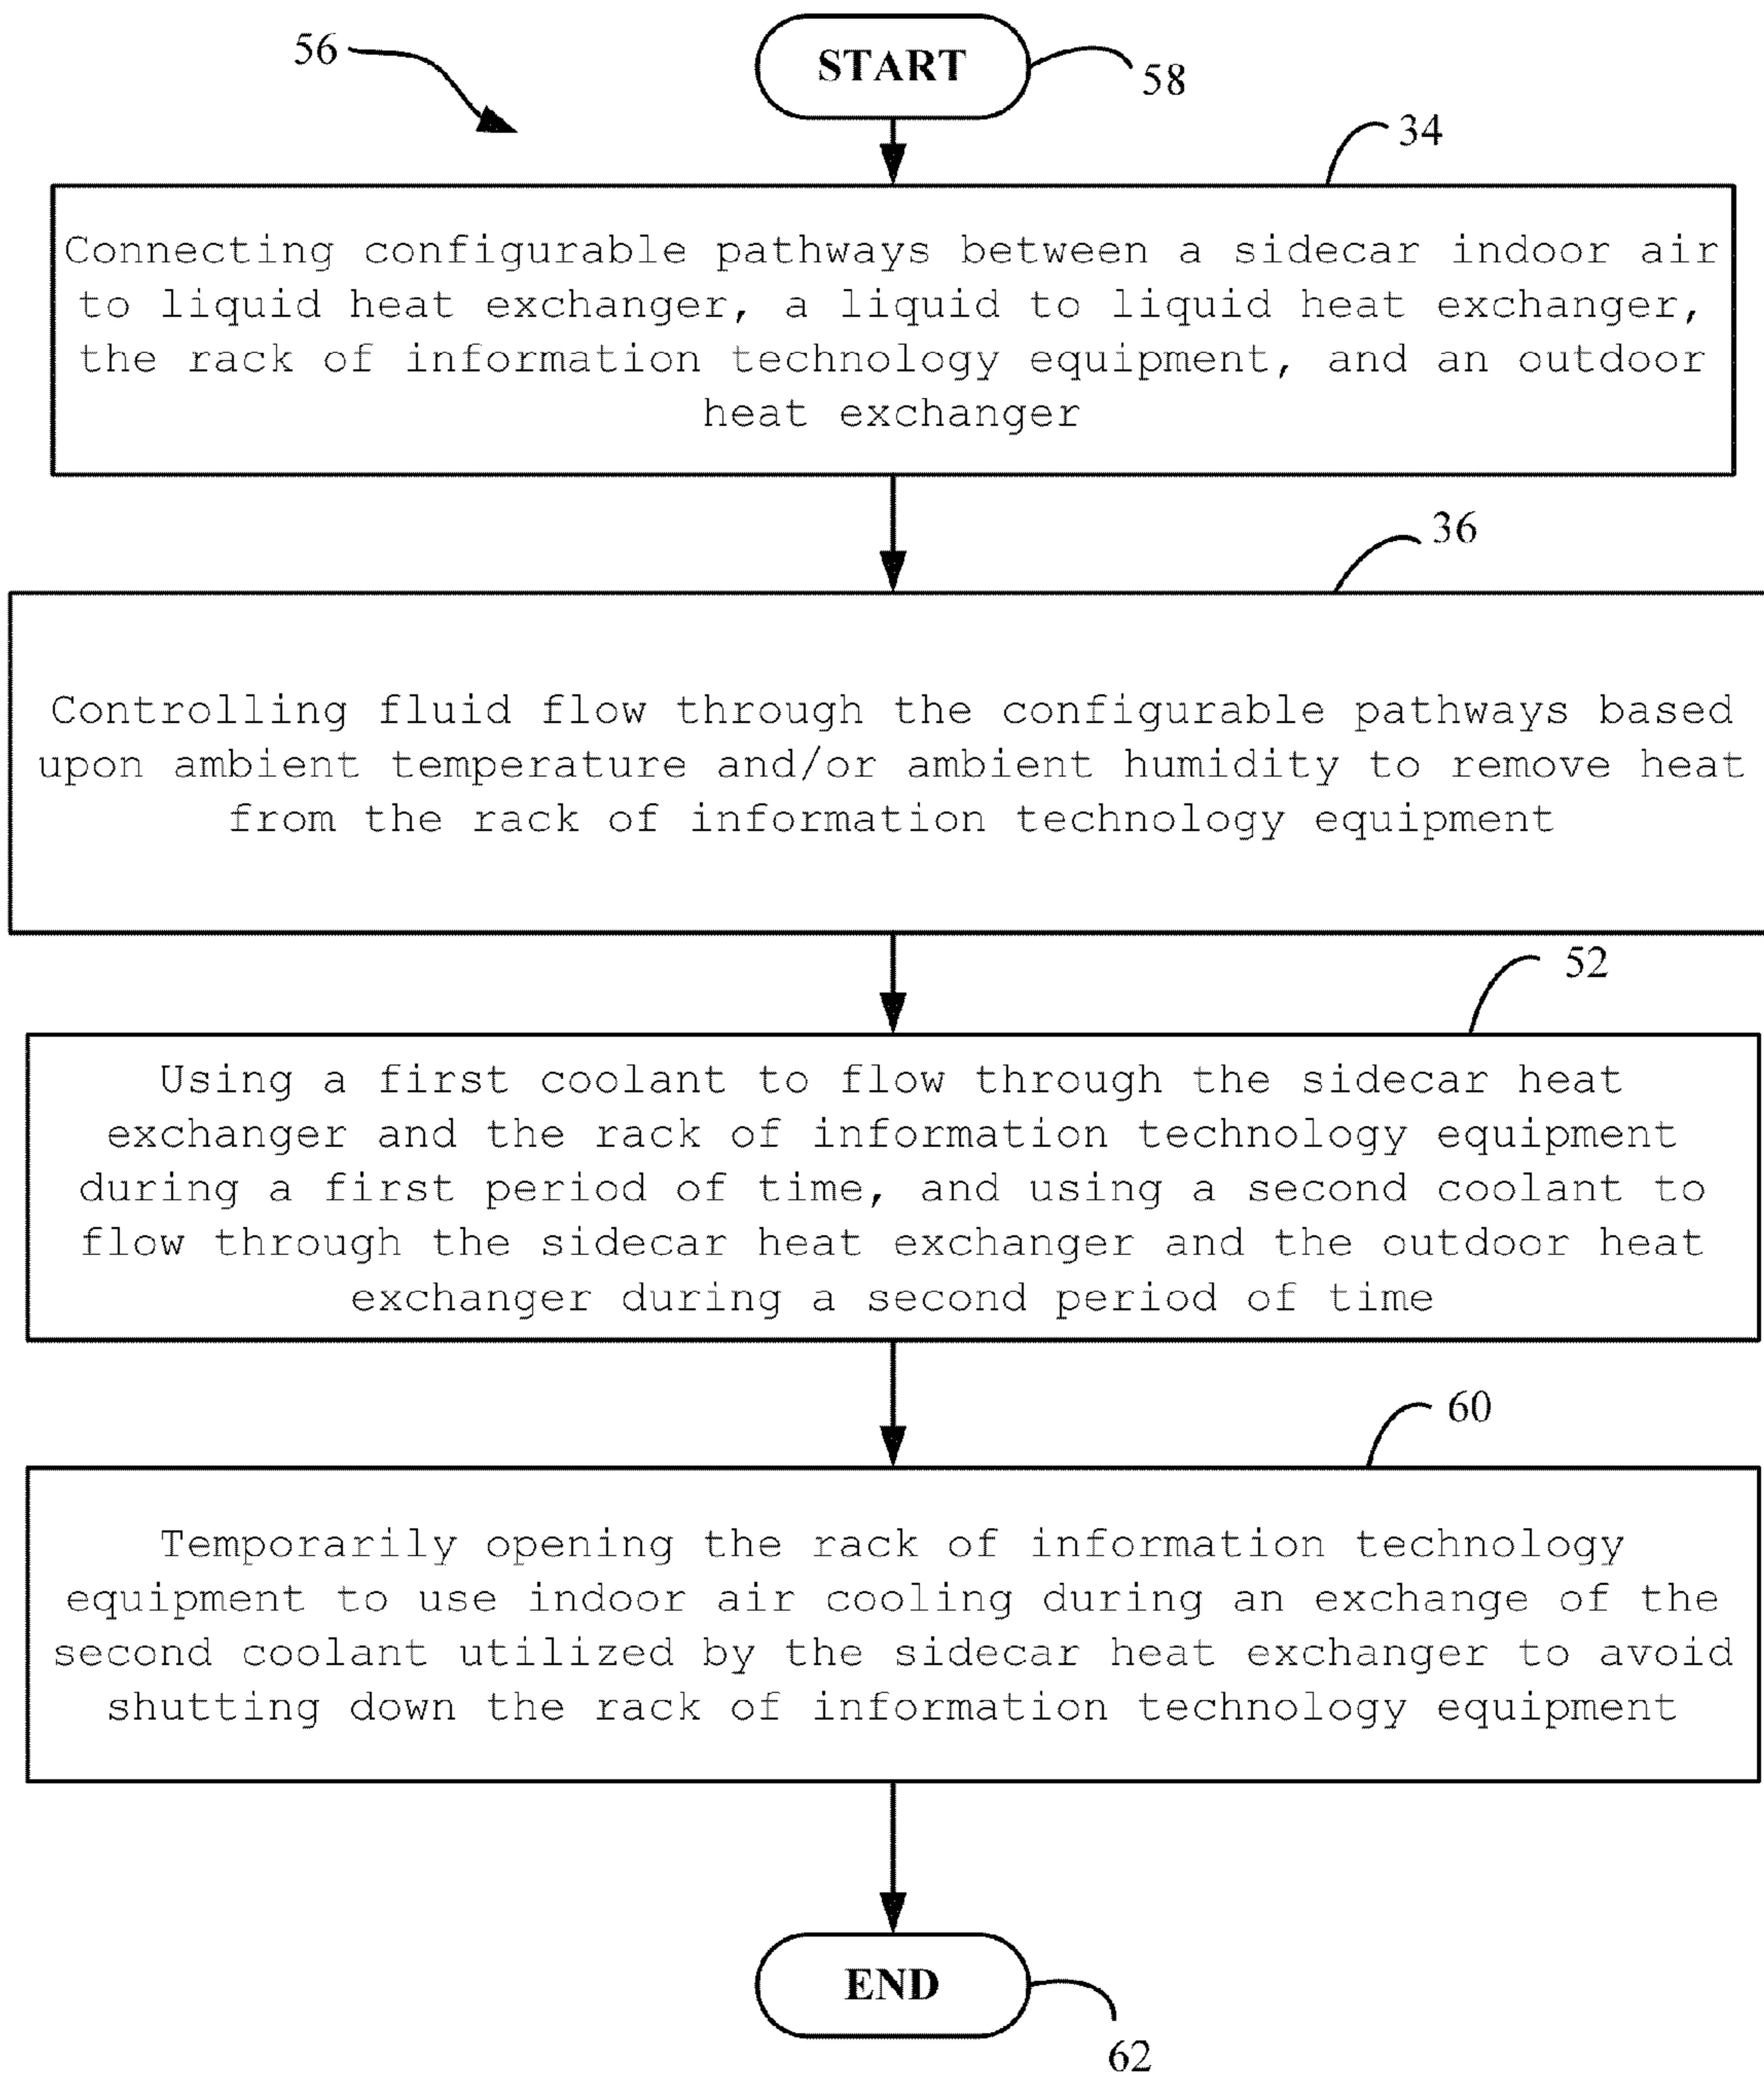 56
START
58
34
Connecting configurable pathways between a sidecar indoor air
to liquid heat exchanger, a liquid to liquid heat exchanger,
the rack of information technology equipment, and an outdoor
heat exchanger
36
Controlling fluid flow through the configurable pathways based
upon ambient temperature and/or ambient humidity to remove heat
from the rack of information technology equipment
52
Using a first coolant to flow through the sidecar heat
exchanger and the rack of information technology equipment
during a first period of time, and using a second coolant to
flow through the sidecar heat exchanger and the outdoor heat
exchanger during a second period of time
60
Temporarily opening the rack of information technology
equipment to use indoor air cooling during an exchange of the
second coolant utilized by the sidecar heat exchanger to avoid
shutting down the rack of information technology equipment
END
62